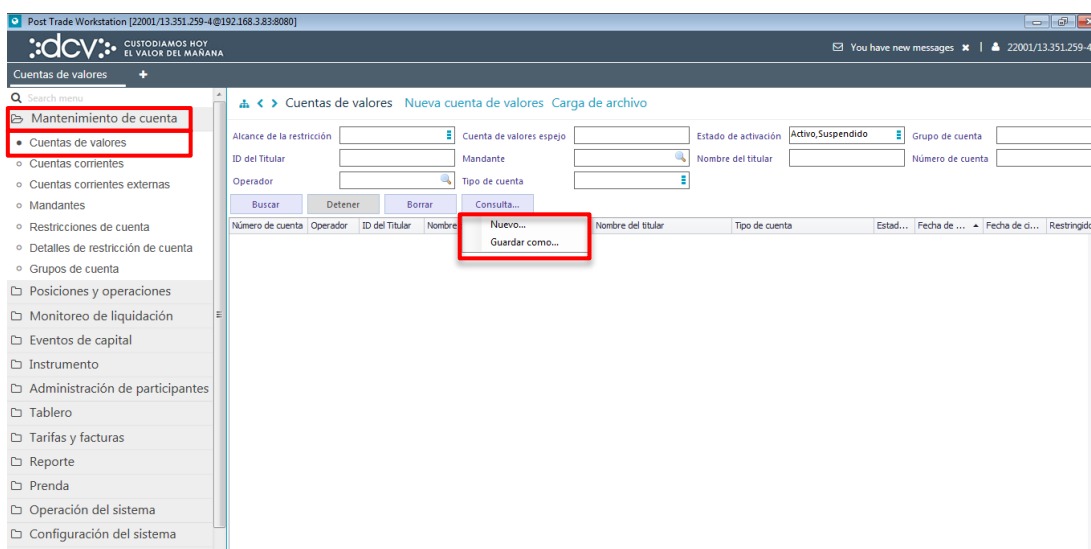 Post Trade Workstation [22001/13.351.259-4@192.168.3.83:8080]
dcv CUSTODIAMOS HOY
EL VALOR DEL MAÑANA
You have new messages × | 22001/13.351.259-4
Cuentas de valores +
Search menu
Mantenimiento de cuenta
Cuentas de valores
Cuentas corrientes
Cuentas corrientes externas
Mandantes
Restricciones de cuenta
Detalles de restricción de cuenta
Grupos de cuenta
Posiciones y operaciones
Monitoreo de liquidación
Eventos de capital
Instrumento
Administración de participantes
Tablero
Tarifas y facturas
Reporte
Prenda
Operación del sistema
Configuración del sistema
Cuentas de valores Nueva cuenta de valores Carga de archivo
Alcance de la restricción Cuenta de valores espejo Estado de activación Activo,Suspendido Grupo de cuenta
ID del Titular Mandante Nombre del titular Número de cuenta
Operador Tipo de cuenta
Buscar Detener Borrar Consulta...
Número de cuenta Operador ID del Titular Nombre Nombre del titular Tipo de cuenta Estad... Fecha de ... Fecha de ci... Restringido
Nuevo...
Guardar como...